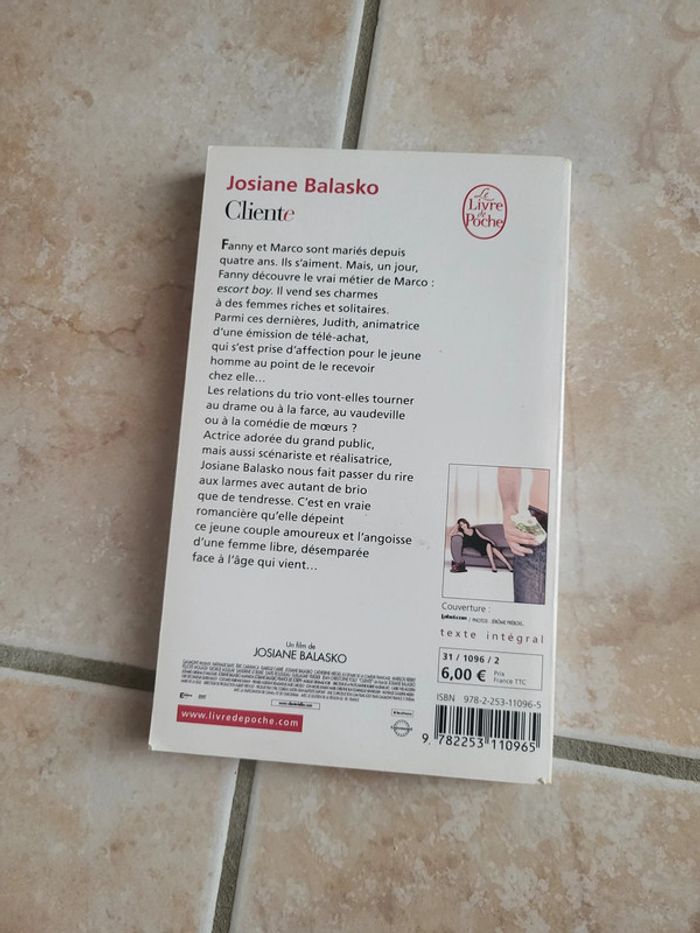 Josiane Balasko
Cliente
Le
Livre
de
Poche
Fanny et Marco sont mariés depuis
quatre ans. Ils s'aiment. Mais, un jour,
Fanny découvre le vrai métier de Marco :
escort boy. Il vend ses charmes
à des femmes riches et solitaires.
Parmi ces dernières, Judith, animatrice
d'une émission de télé-achat,
qui s'est prise d'affection pour le jeune
homme au point de le recevoir
chez elle…
Les relations du trio vont-elles tourner
au drame ou à la farce, au vaudeville
ou à la comédie de mœurs ?
Actrice adorée du grand public,
mais aussi scénariste et réalisatrice,
Josiane Balasko nous fait passer du rire
aux larmes avec autant de brio
que de tendresse. C'est en vraie
romancière qu'elle dépeint
ce jeune couple amoureux et l'angoisse
d'une femme libre, désemparée
face à l'âge qui vient…
Couverture :
/ PHOTOS : JÉRÔME PRÉBOIS.
texte intégral
Un film de
JOSIANE BALASKO
31 / 1096 / 2
6,00 € Prix
France TTC
ISBN 978-2-253-11096-5
9 782253 110965
www.livredepoche.com